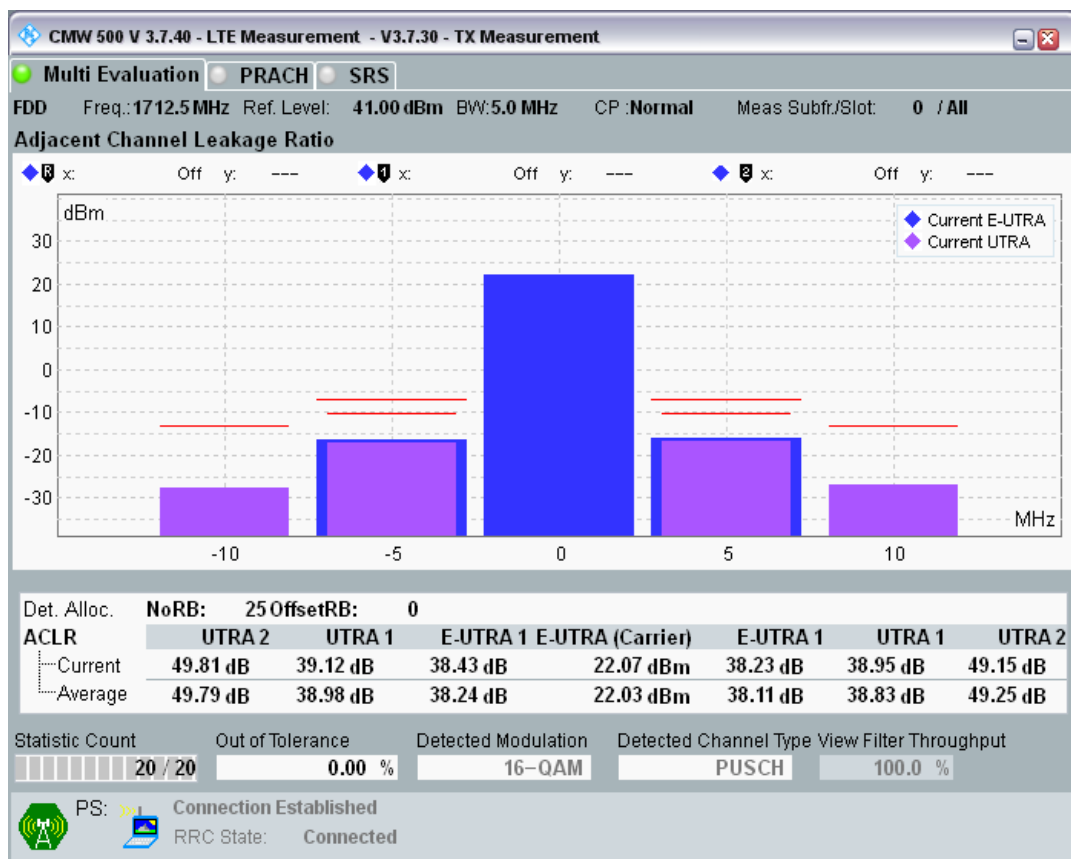 CMW 500 V 3.7.40 - LTE Measurement - V3.7.30 - TX Measurement
Multi Evaluation PRACH SRS
FDD Freq.:1712.5 MHz Ref. Level: 41.00 dBm BW:5.0 MHz CP :Normal Meas Subfr./Slot: 0 / All
Adjacent Channel Leakage Ratio
R x: Off y: --- 1 x: Off y: --- 2 x: Off y: ---
dBm
Current E-UTRA
Current UTRA
30
20
10
0
-10
-20
-30
MHz
-10 -5 0 5 10
Det. Alloc. NoRB: 25 OffsetRB: 0
ACLR UTRA 2 UTRA 1 E-UTRA 1 E-UTRA (Carrier) E-UTRA 1 UTRA 1 UTRA 2
Current 49.81 dB 39.12 dB 38.43 dB 22.07 dBm 38.23 dB 38.95 dB 49.15 dB
Average 49.79 dB 38.98 dB 38.24 dB 22.03 dBm 38.11 dB 38.83 dB 49.25 dB
Statistic Count Out of Tolerance Detected Modulation Detected Channel Type View Filter Throughput
20 / 20 0.00 % 16-QAM PUSCH 100.0 %
PS: Connection Established
RRC State: Connected